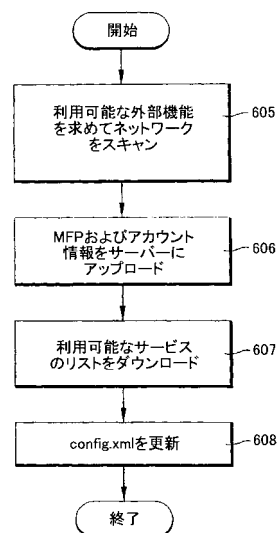 開始
利用可能な外部機能
を求めてネットワーク
をスキャン
605
MFPおよびアカウント
情報をサーバーに
アップロード
606
利用可能なサービス
のリストをダウンロード
607
config.xmlを更新
608
終了